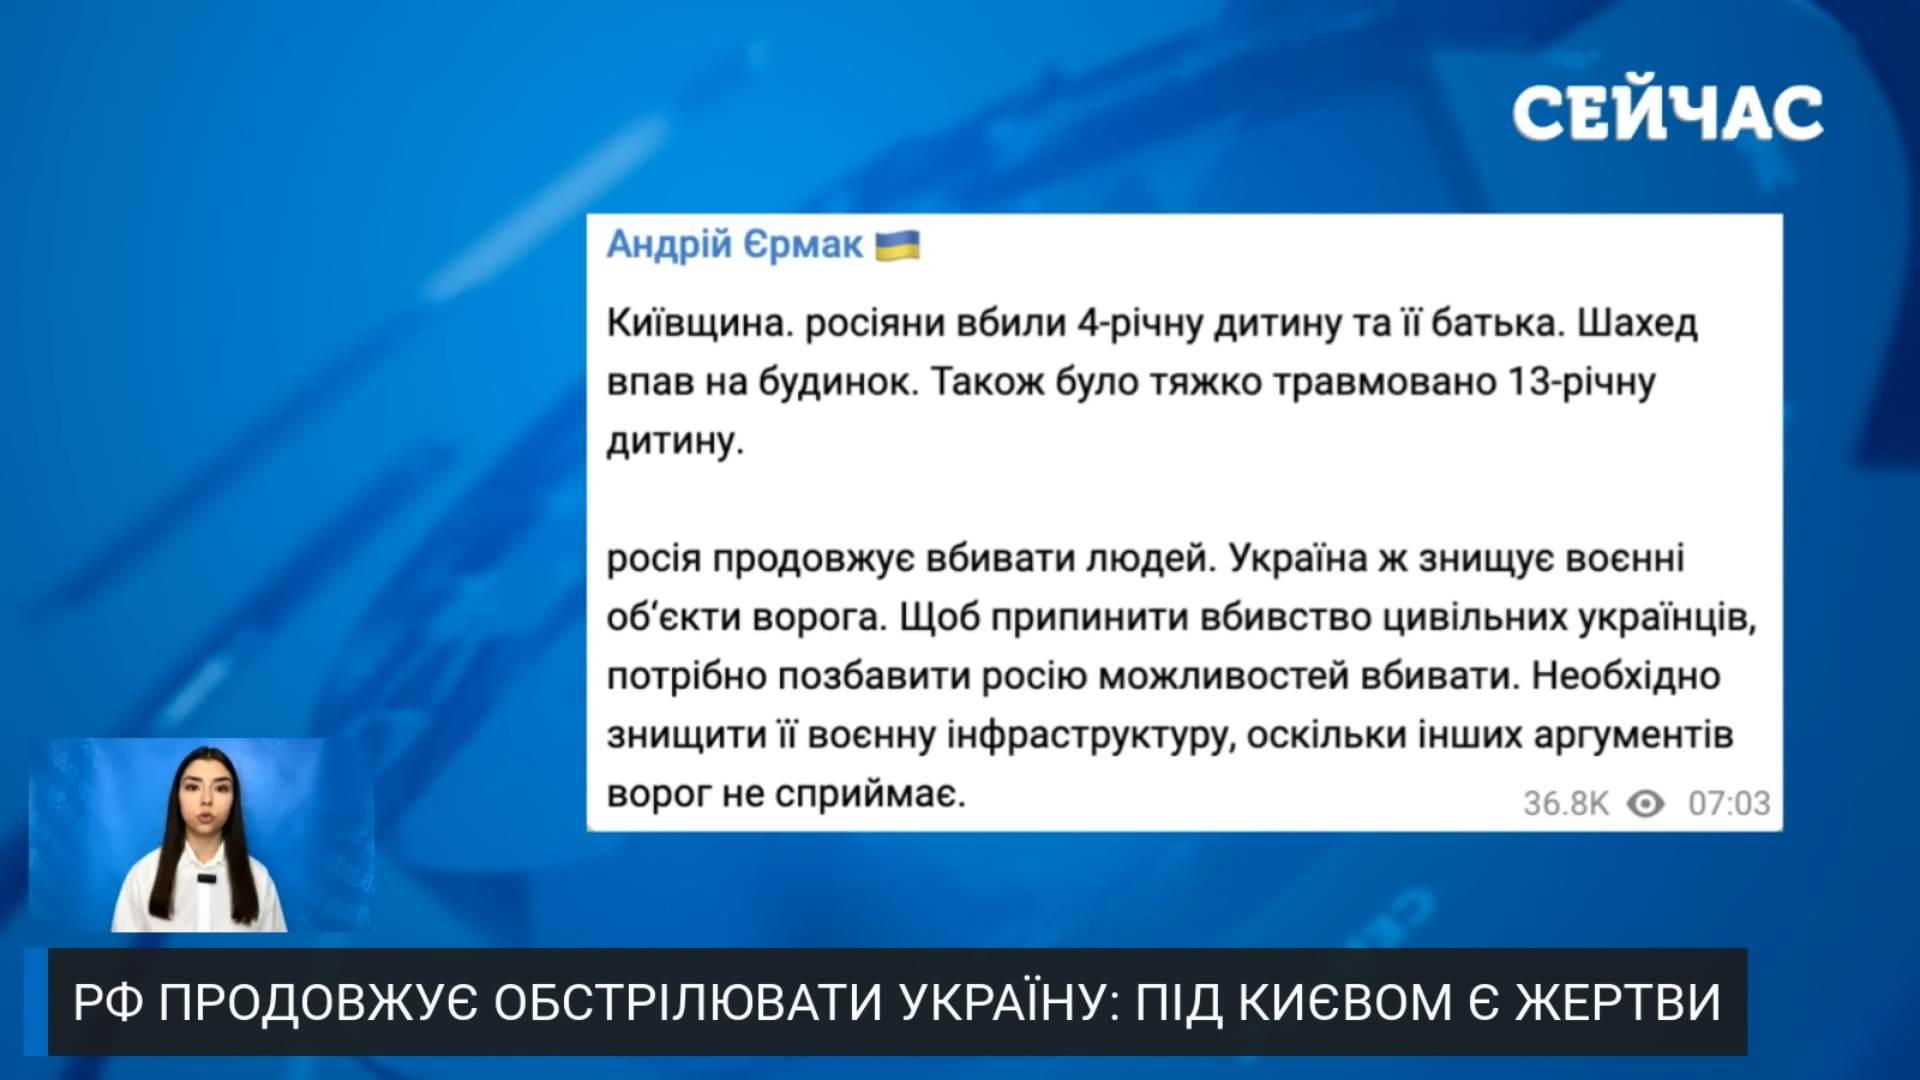 СЕЙЧАС
Андрій Єрмак 🇺🇦
Київщина. росіяни вбили 4-річну дитину та її батька. Шахед
впав на будинок. Також було тяжко травмовано 13-річну
дитину.
росія продовжує вбивати людей. Україна ж знищує воєнні
об‘єкти ворога. Щоб припинити вбивство цивільних українців,
потрібно позбавити росію можливостей вбивати. Необхідно
знищити її воєнну інфраструктуру, оскільки інших аргументів
ворог не сприймає.
36.8K 07:03
РФ ПРОДОВЖУЄ ОБСТРІЛЮВАТИ УКРАЇНУ: ПІД КИЄВОМ Є ЖЕРТВИ